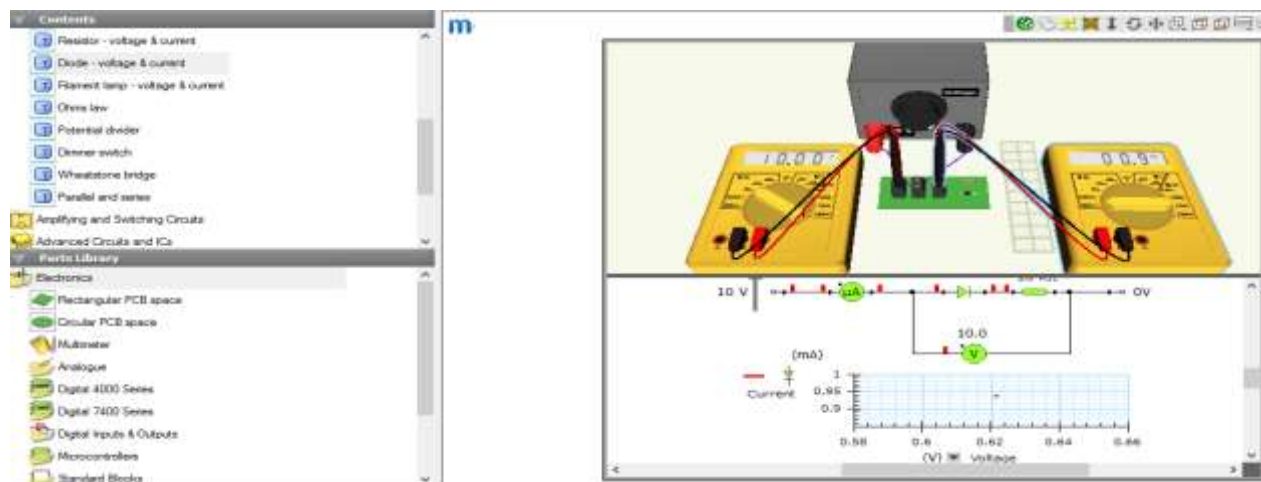 Contents
Resistor - voltage & current
Diode - voltage & current
Filament lamp - voltage & current
Ohms law
Potential divider
Dimmer switch
Wheatstone bridge
Parallel and series
Amplifying and Switching Circuits
Advanced Circuits and ICs
Parts Library
Electronics
Rectangular PCB space
Circular PCB space
Multimeter
Analogue
Digital 4000 Series
Digital 7400 Series
Digital Inputs & Outputs
Microcontrollers
Standard Blocks
m
10.00
00.9
10 V
μA
0V
10.0
V
(mA)
1
Current
0.95
0.9
0.58 0.6 0.62 0.64 0.66
(V) Voltage